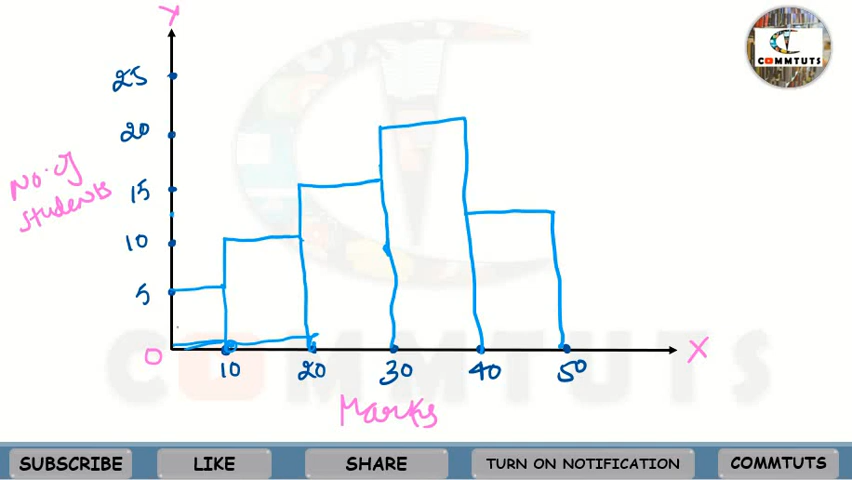 Y
COMMTUTS
25
20
No. of
students
15
10
5
0
10 20 30 40 50
X
Marks
COMMTUTS
SUBSCRIBE LIKE SHARE TURN ON NOTIFICATION COMMTUTS